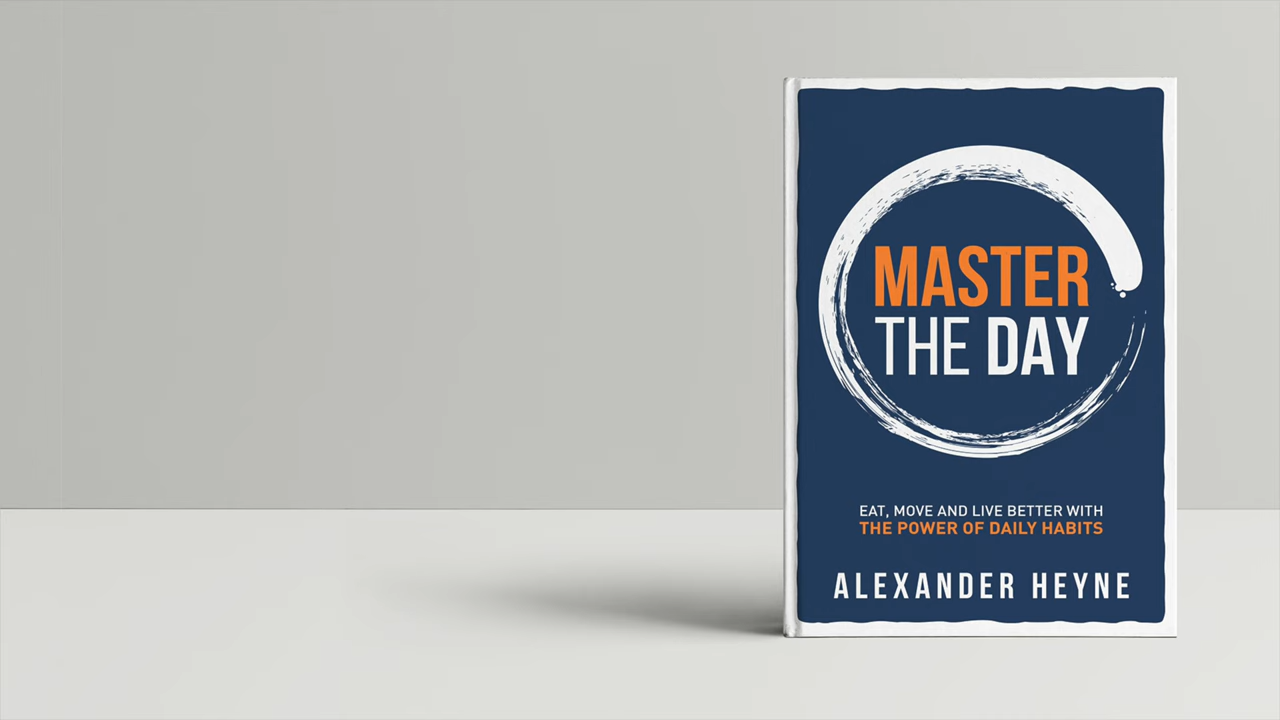 MASTER
THE DAY
EAT, MOVE AND LIVE BETTER WITH
THE POWER OF DAILY HABITS
ALEXANDER HEYNE